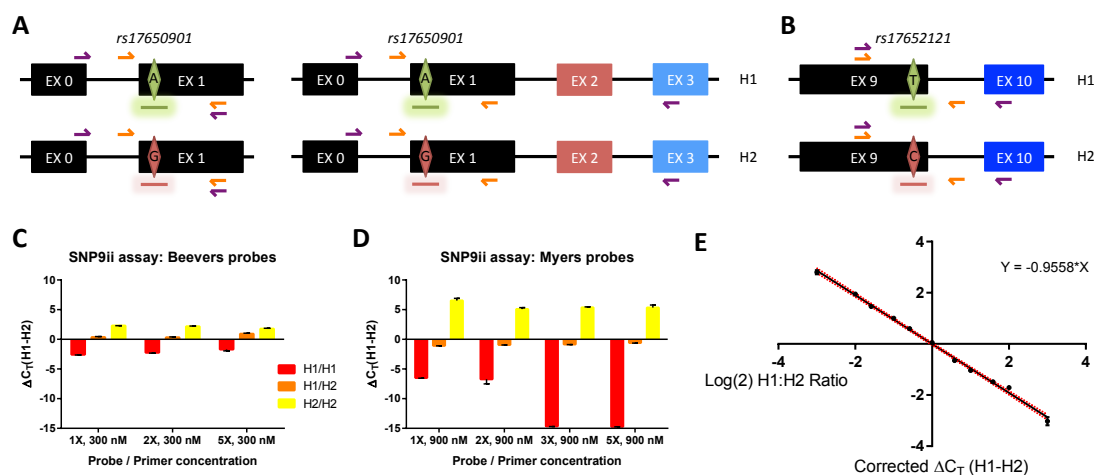 A
B
rs17650901
rs17650901
rs17652121
EX 0
A
EX 1
EX 0
A
EX 1
EX 2
EX 3
H1
EX 9
T
EX 10
H1
EX 0
G
EX 1
EX 0
G
EX 1
EX 2
EX 3
H2
EX 9
C
EX 10
H2
C
SNP9ii assay: Beevers probes
10
5
0
-5
-10
-15
ΔCT(H1-H2)
H1/H1
H1/H2
H2/H2
1X, 300 nM
2X, 300 nM
5X, 300 nM
Probe / Primer concentration
D
SNP9ii assay: Myers probes
10
5
0
-5
-10
-15
ΔCT(H1-H2)
1X, 900 nM
2X, 900 nM
3X, 900 nM
5X, 900 nM
Probe / Primer concentration
E
4
Y = -0.9558*X
2
-4
-2
2
4
Log(2) H1:H2 Ratio
-2
-4
Corrected ΔCT (H1-H2)